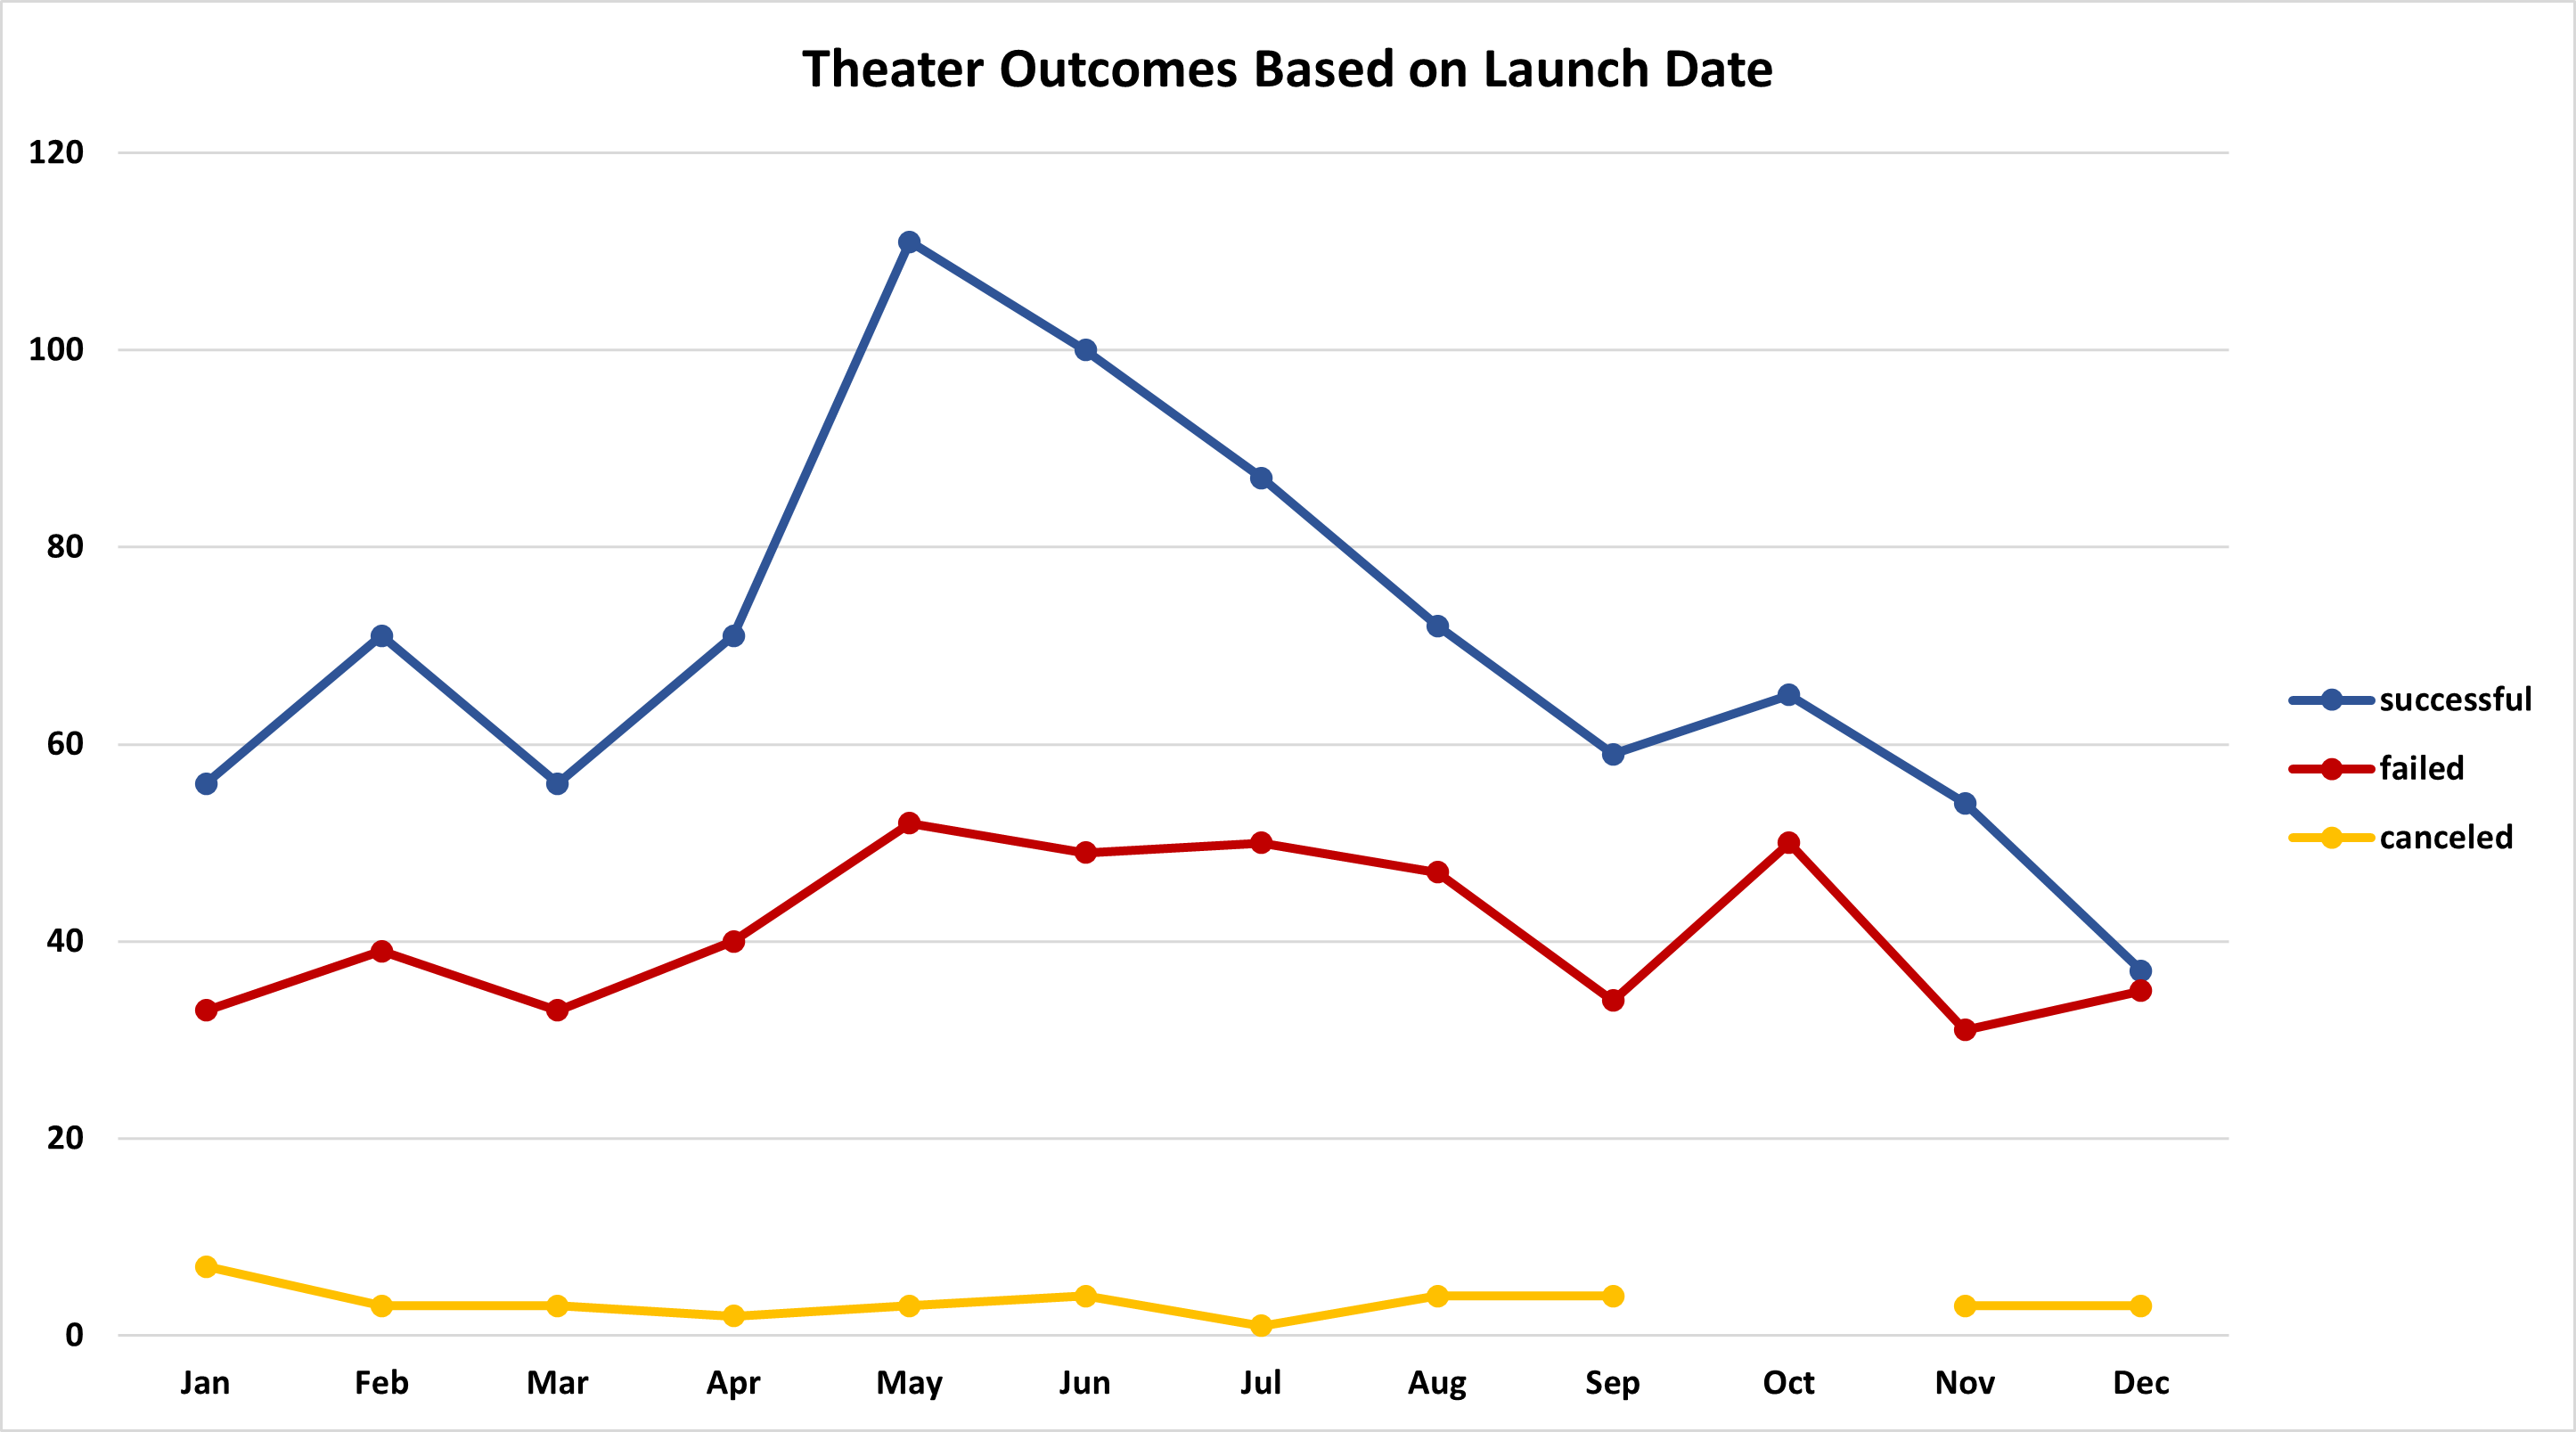 Theater Outcomes Based on Launch Date
120
100
80
60
40
20
0
Jan Feb Mar Apr May Jun Jul Aug Sep Oct Nov Dec
successful
failed
canceled